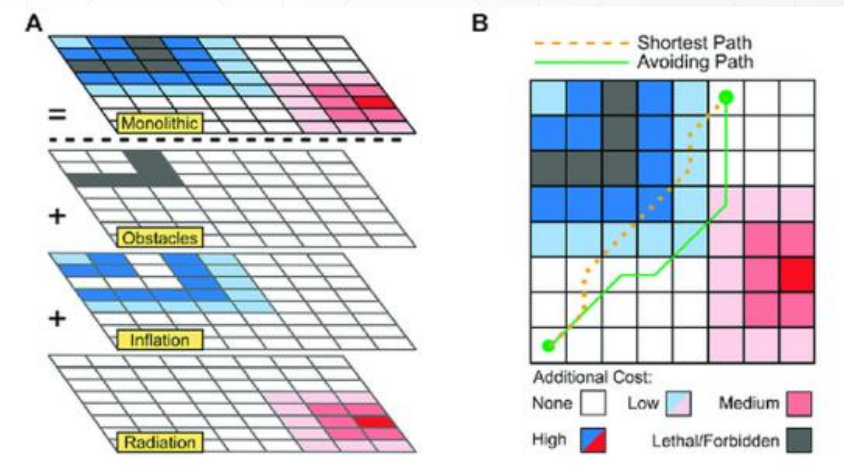 A
=
Monolithic
+
Obstacles
+
Inflation
Radiation
B
Shortest Path
Avoiding Path
Additional Cost:
None Low Medium
High Lethal/Forbidden